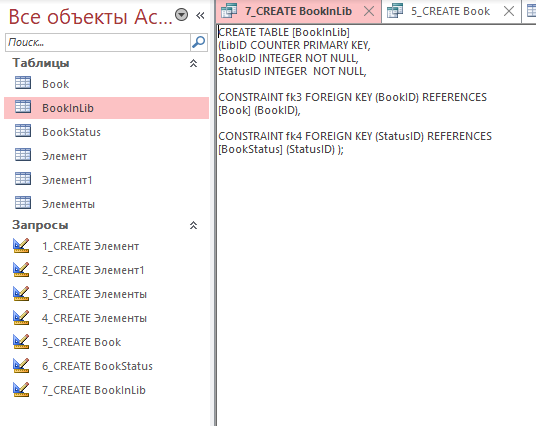 Все объекты Ac...
Поиск...
Таблицы
Book
BookInLib
BookStatus
Элемент
Элемент1
Элементы
Запросы
1_CREATE Элемент
2_CREATE Элемент1
3_CREATE Элементы
4_CREATE Элементы
5_CREATE Book
6_CREATE BookStatus
7_CREATE BookInLib
7_CREATE BookInLib
5_CREATE Book
CREATE TABLE [BookInLib]
(LibID COUNTER PRIMARY KEY,
BookID INTEGER NOT NULL,
StatusID INTEGER  NOT NULL,
CONSTRAINT fk3 FOREIGN KEY (BookID) REFERENCES
[Book] (BookID),
CONSTRAINT fk4 FOREIGN KEY (StatusID) REFERENCES
[BookStatus] (StatusID) );